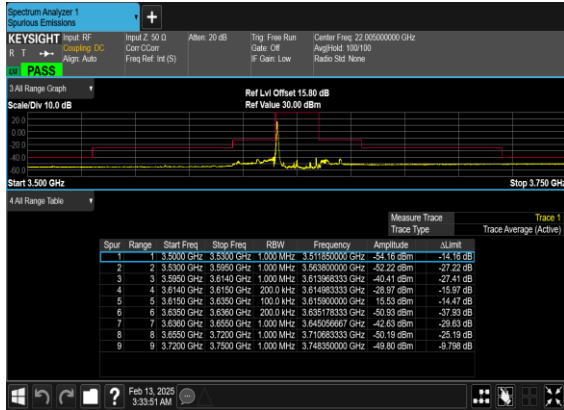 Spectrum Analyzer 1
Spurious Emissions
+
KEYSIGHT Input: RF Input Z: 50 Ω Atten: 20 dB Trig: Free Run Center Freq: 22.005000000 GHz
R T Coupling: DC Corr CCorr Gate: Off Avg|Hold: 100/100
Align: Auto Freq Ref: Int (S) IF Gain: Low Radio Std: None
PASS
3 All Range Graph
Ref Lvl Offset 15.80 dB
Scale/Div 10.0 dB Ref Value 30.00 dBm
20.0
0.00
-20.0
-40.0
-60.0
Start 3.500 GHz Stop 3.750 GHz
4 All Range Table
Measure Trace Trace 1
Trace Type Trace Average (Active)
Spur Range Start Freq Stop Freq RBW Frequency Amplitude ΔLimit
1 1 3.5000 GHz 3.5300 GHz 1.000 MHz 3.511850000 GHz -54.16 dBm -14.16 dB
2 2 3.5300 GHz 3.5950 GHz 1.000 MHz 3.563800000 GHz -52.22 dBm -27.22 dB
3 3 3.5950 GHz 3.6140 GHz 1.000 MHz 3.613968333 GHz -40.41 dBm -27.41 dB
4 4 3.6140 GHz 3.6150 GHz 200.0 kHz 3.614983333 GHz -28.97 dBm -15.97 dB
5 5 3.6150 GHz 3.6350 GHz 100.0 kHz 3.615900000 GHz 15.53 dBm -14.47 dB
6 6 3.6350 GHz 3.6360 GHz 200.0 kHz 3.635178333 GHz -50.93 dBm -37.93 dB
7 7 3.6360 GHz 3.6550 GHz 1.000 MHz 3.645056667 GHz -42.63 dBm -29.63 dB
8 8 3.6550 GHz 3.7200 GHz 1.000 MHz 3.710683333 GHz -50.19 dBm -25.19 dB
9 9 3.7200 GHz 3.7500 GHz 1.000 MHz 3.748350000 GHz -49.80 dBm -9.798 dB
? Feb 13, 2025
3:33:51 AM